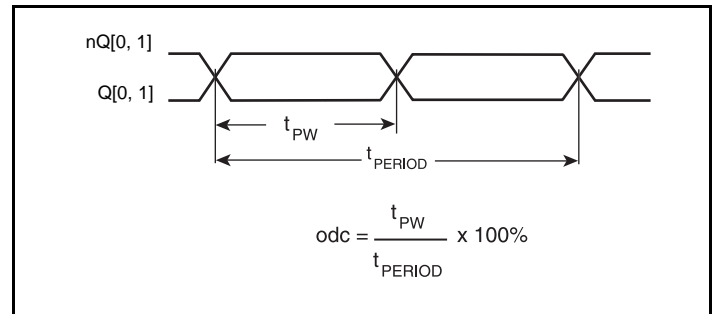 nQ[0, 1]
Q[0, 1]
tPW
tPERIOD
odc = tPW / tPERIOD x 100%